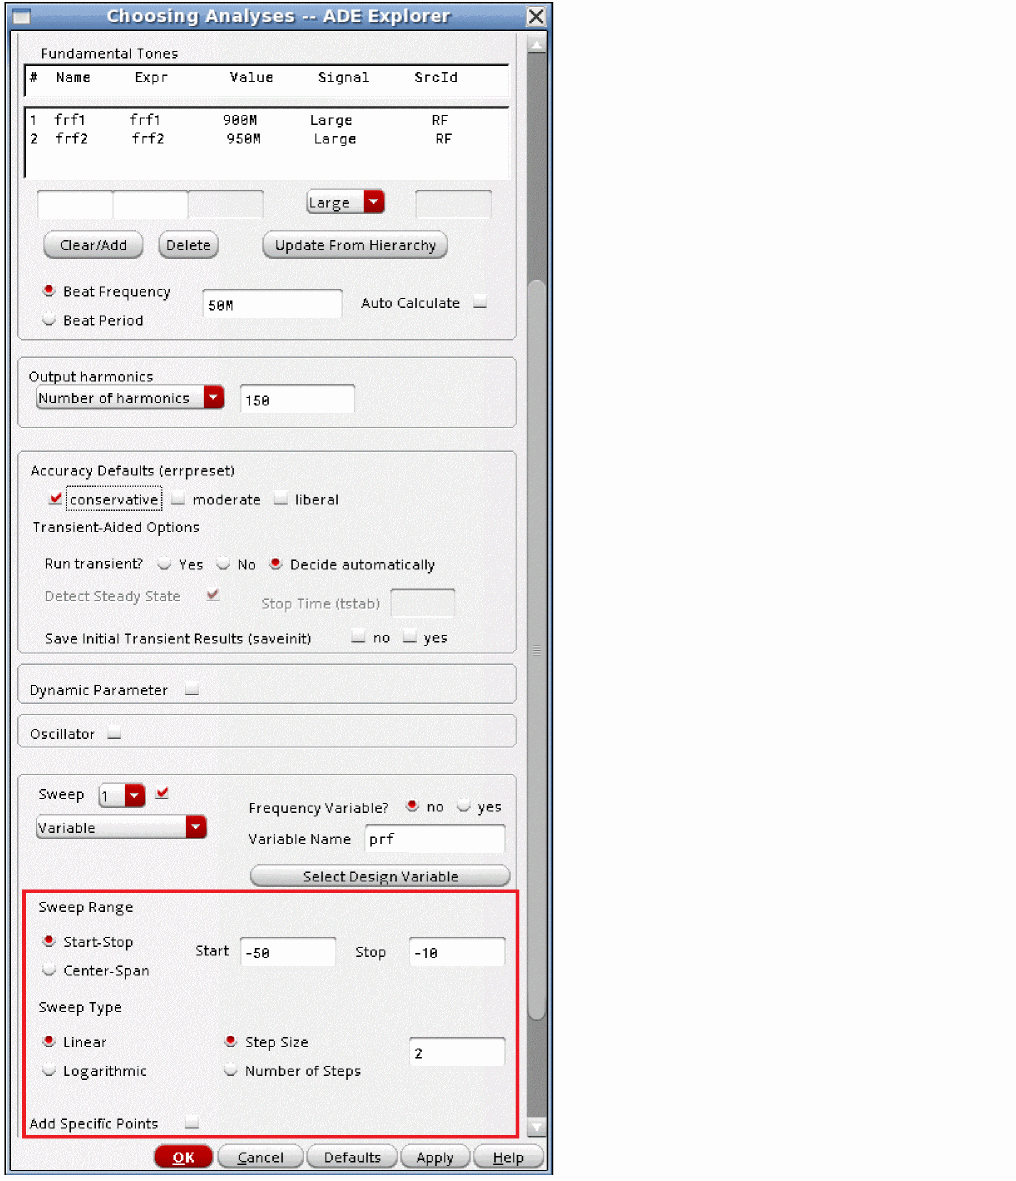 Choosing Analyses -- ADE Explorer
Fundamental Tones
# Name Expr Value Signal SrcId
1 frf1 frf1 900M Large RF
2 frf2 frf2 950M Large RF
Large
Clear/Add Delete Update From Hierarchy
Beat Frequency 50M Auto Calculate
Beat Period
Output harmonics
Number of harmonics 150
Accuracy Defaults (errpreset)
conservative moderate liberal
Transient-Aided Options
Run transient? Yes No Decide automatically
Detect Steady State Stop Time (tstab)
Save Initial Transient Results (saveinit) no yes
Dynamic Parameter
Oscillator
Sweep 1 Frequency Variable? no yes
Variable Variable Name prf
Select Design Variable
Sweep Range
Start-Stop Start -50 Stop -10
Center-Span
Sweep Type
Linear Step Size 2
Logarithmic Number of Steps
Add Specific Points
OK Cancel Defaults Apply Help